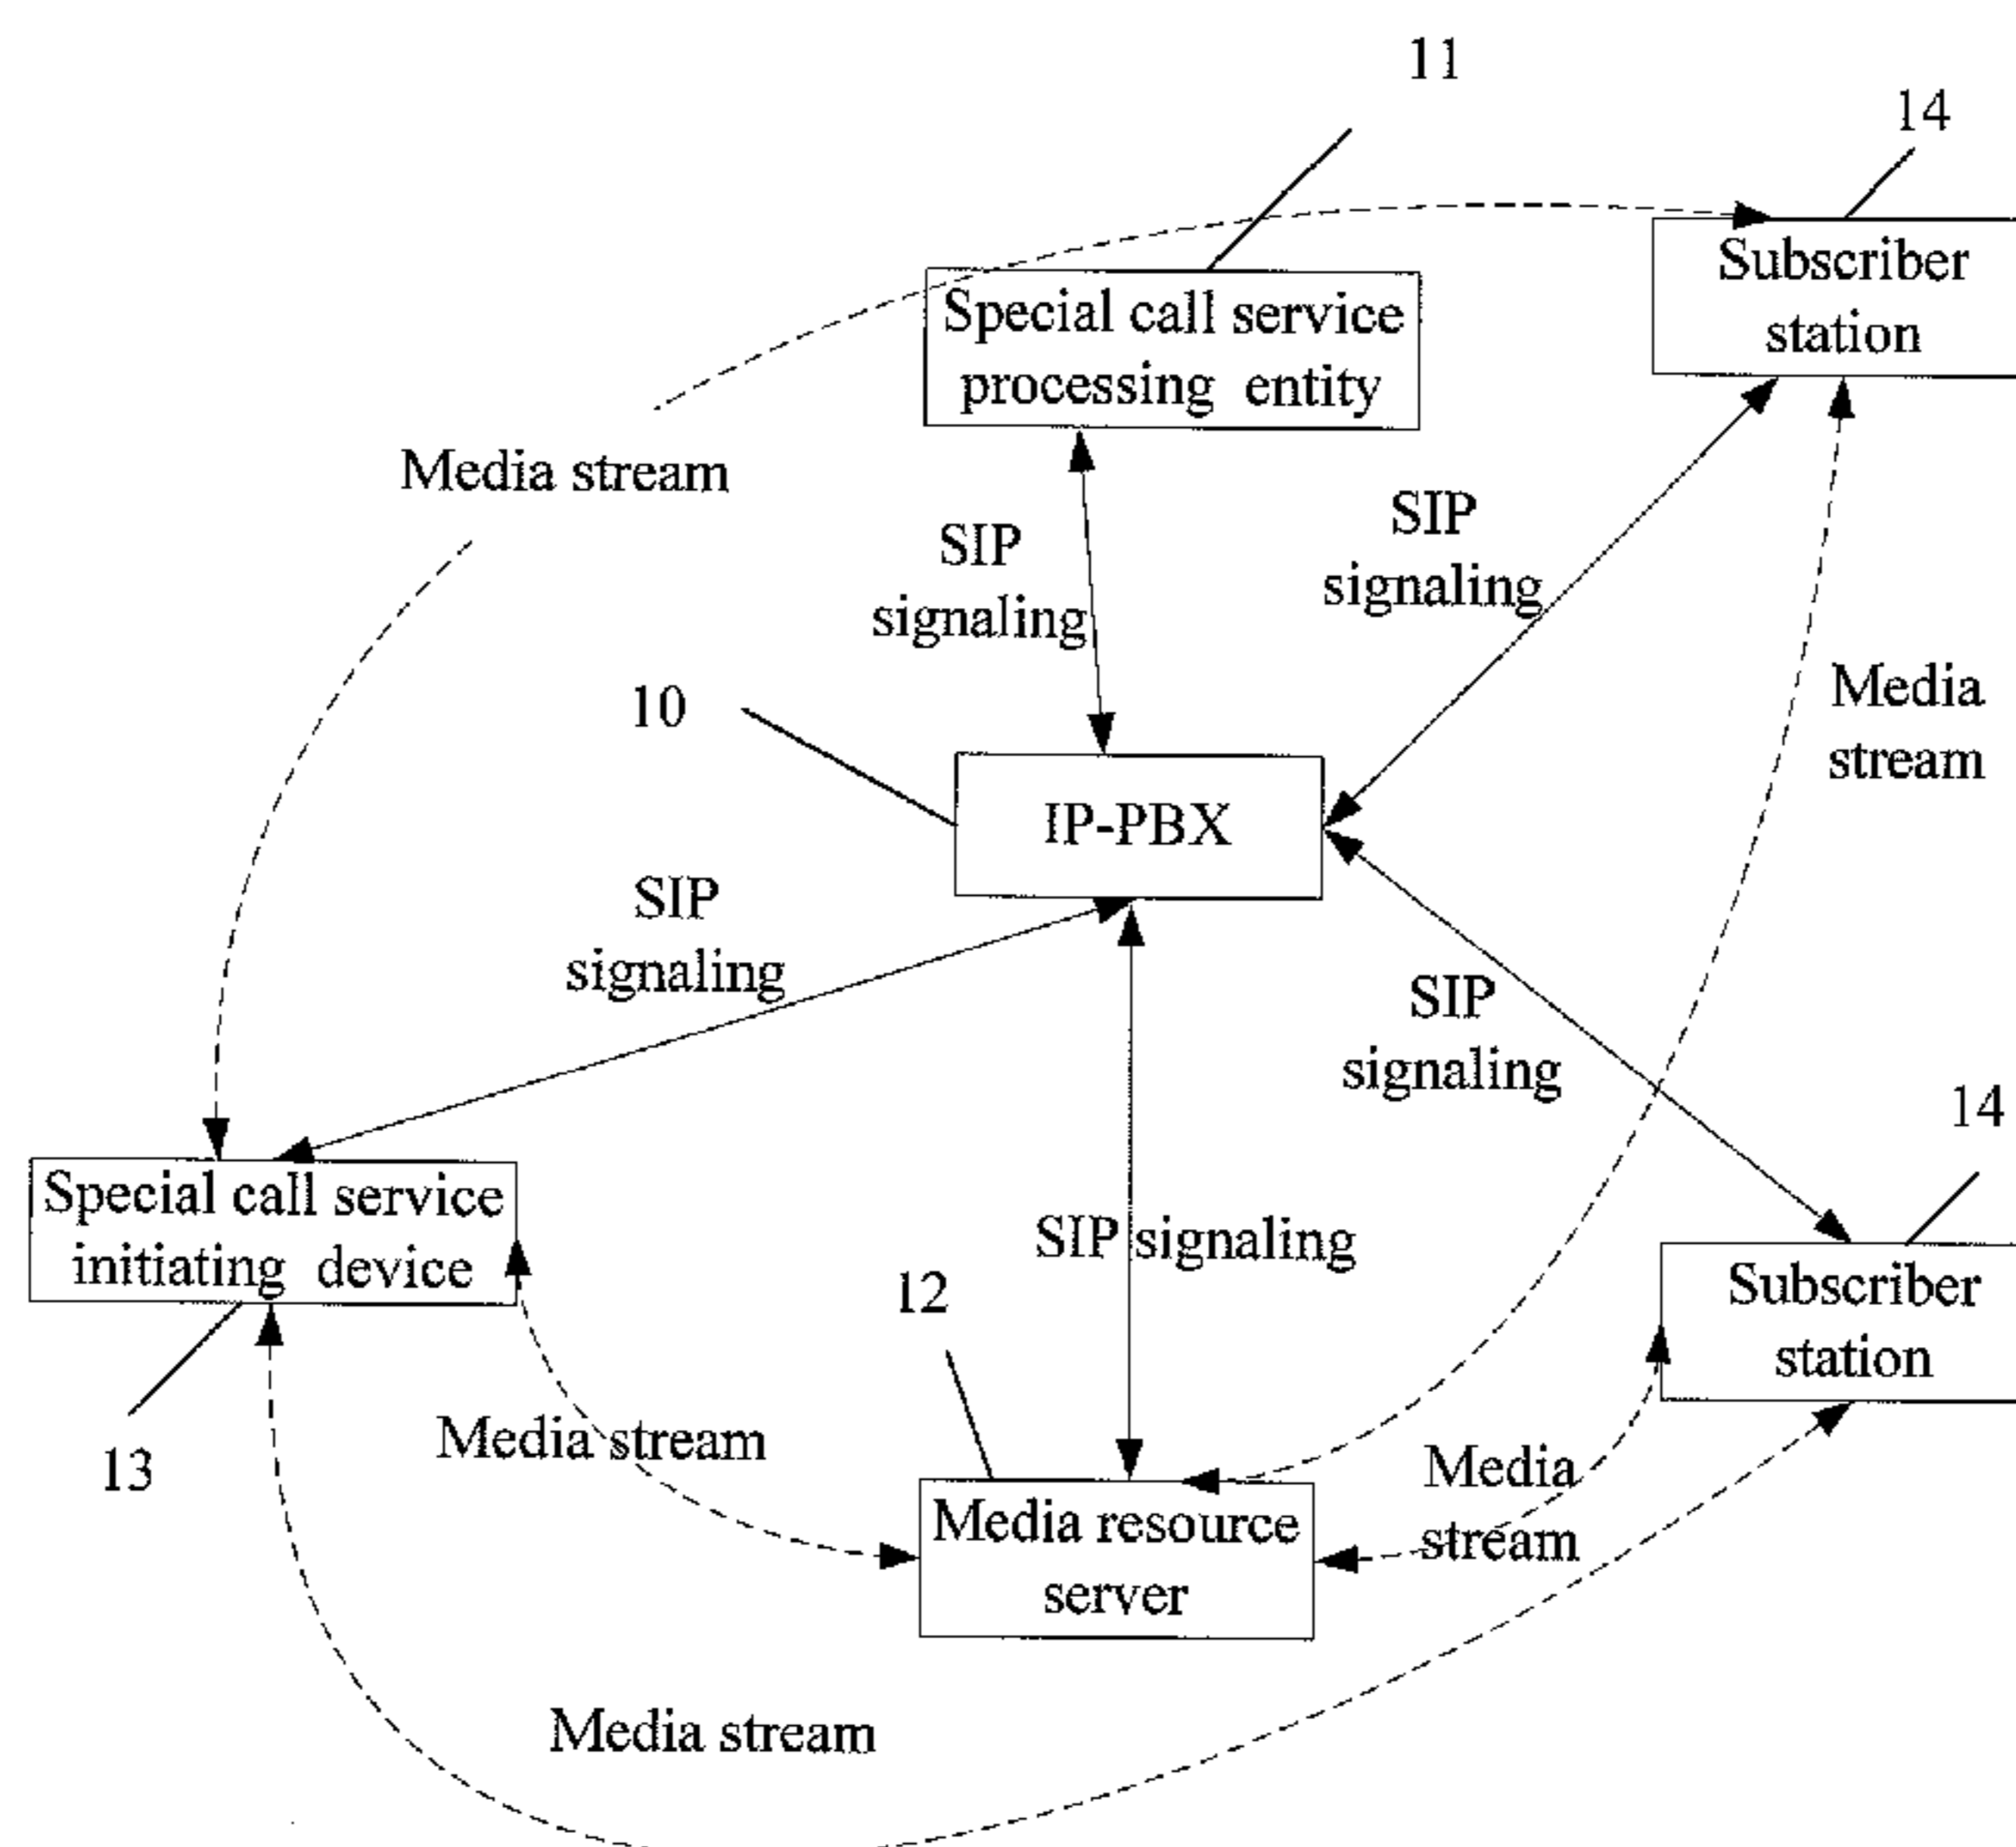 11
14
Subscriber
station
Special call service
processing entity
Media stream
SIP
signaling
SIP
signaling
Media
stream
10
IP-PBX
SIP
signaling
SIP
signaling
14
Special call service
initiating device
SIP signaling
12
Subscriber
station
13
Media stream
Media
stream
Media resource
server
Media stream